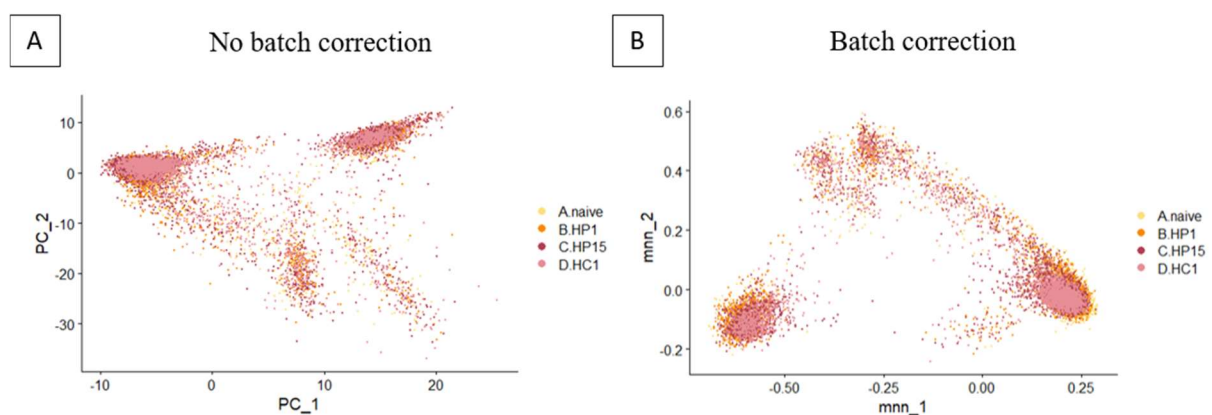 A
No batch correction
10
0
-10
-20
-30
PC_2
-10
0
10
20
PC_1
A.naive
B.HP1
C.HP15
D.HC1
B
Batch correction
0.6
0.4
0.2
0.0
-0.2
mnn_2
-0.50
-0.25
0.00
0.25
mnn_1
A.naive
B.HP1
C.HP15
D.HC1